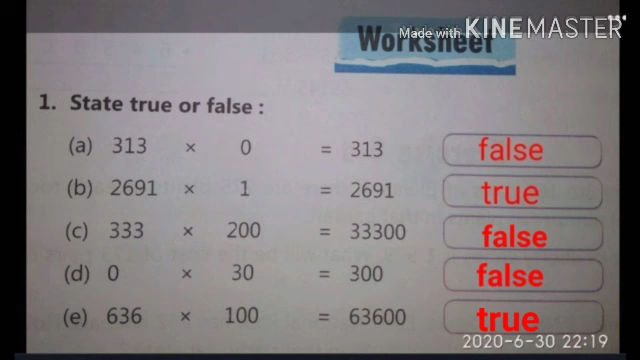 Made with KINEMASTER
Worksheet
1. State true or false :
(a) 313 × 0 = 313 false
(b) 2691 × 1 = 2691 true
(c) 333 × 200 = 33300 false
(d) 0 × 30 = 300 false
(e) 636 × 100 = 63600 true
2020-6-30 22:19